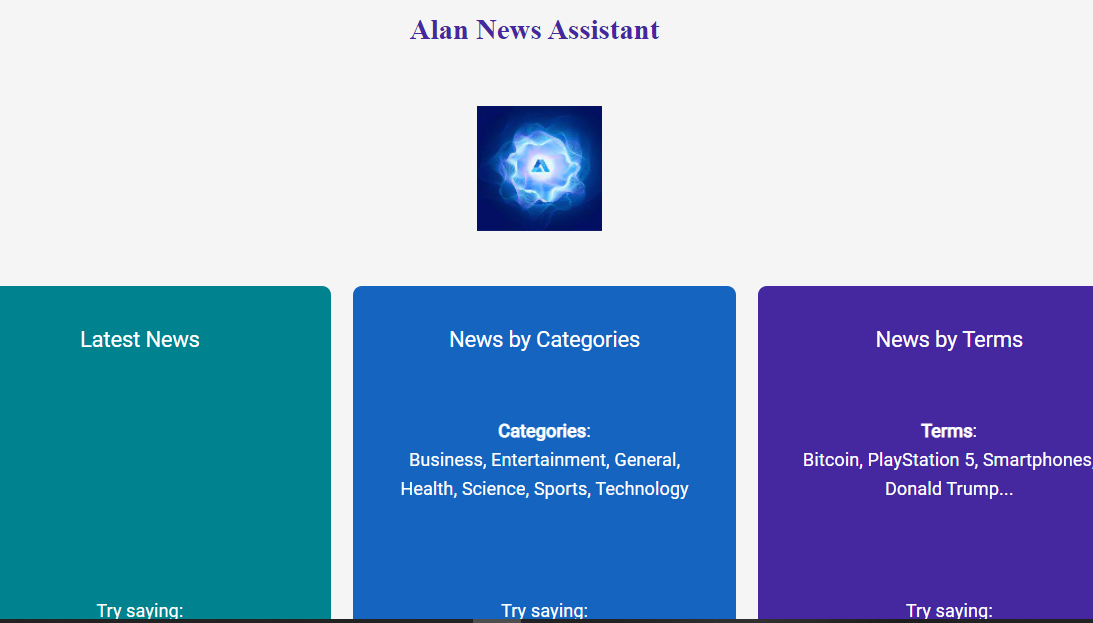 Alan News Assistant
Latest News
News by Categories
Categories:
Business, Entertainment, General,
Health, Science, Sports, Technology
News by Terms
Terms:
Bitcoin, PlayStation 5, Smartphones,
Donald Trump...
Try saying:
Try saying:
Try saying: